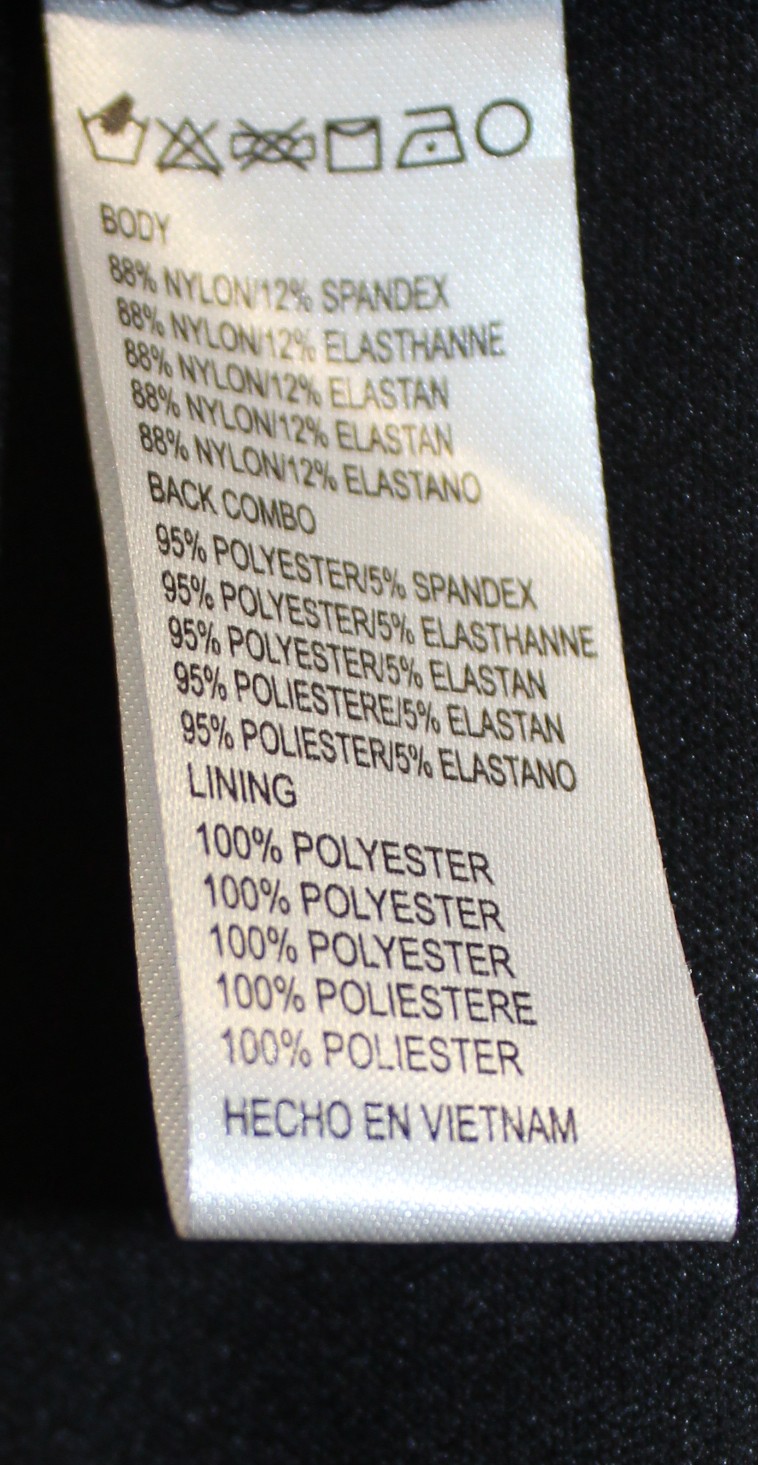 BODY
88% NYLON/12% SPANDEX
88% NYLON/12% ELASTHANNE
88% NYLON/12% ELASTAN
88% NYLON/12% ELASTAN
88% NYLON/12% ELASTANO
BACK COMBO
95% POLYESTER/5% SPANDEX
95% POLYESTER/5% ELASTHANNE
95% POLYESTER/5% ELASTAN
95% POLIESTERE/5% ELASTAN
95% POLIESTER/5% ELASTANO
LINING
100% POLYESTER
100% POLYESTER
100% POLYESTER
100% POLIESTERE
100% POLIESTER
HECHO EN VIETNAM